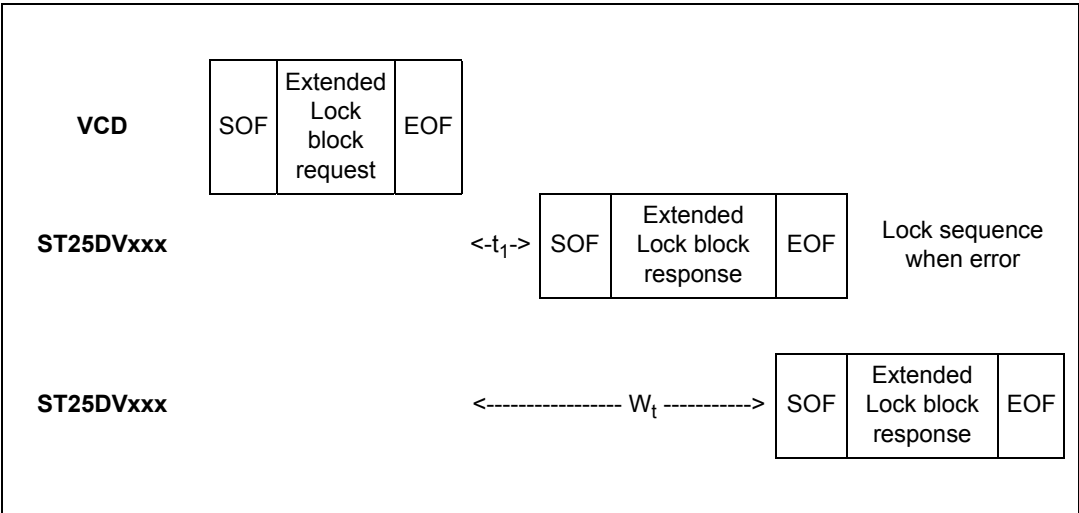 VCD
SOF
Extended
Lock
block
request
EOF
ST25DVxxx
<-t1->
SOF
Extended
Lock block
response
EOF
Lock sequence
when error
ST25DVxxx
<----------------- Wt ----------->
SOF
Extended
Lock block
response
EOF